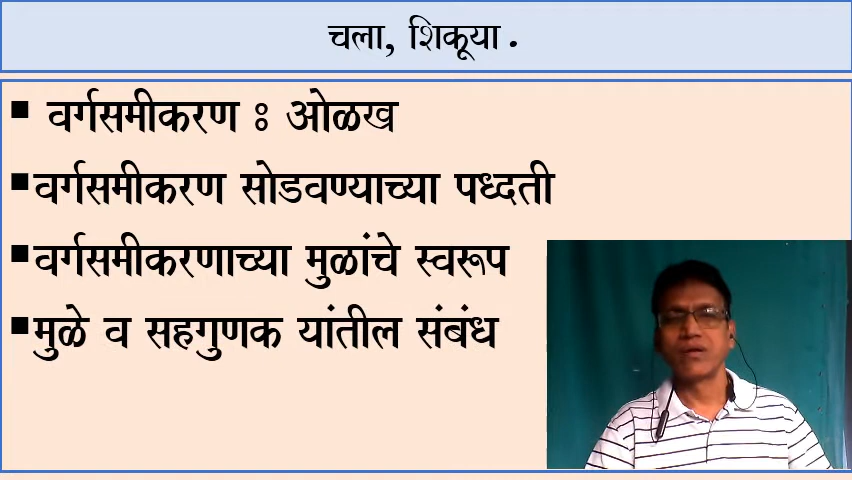 चला, शिकूया.
▪ वर्गसमीकरण : ओळख
▪वर्गसमीकरण सोडवण्याच्या पध्दती
▪वर्गसमीकरणाच्या मुळांचे स्वरूप
▪मुळे व सहगुणक यांतील संबंध